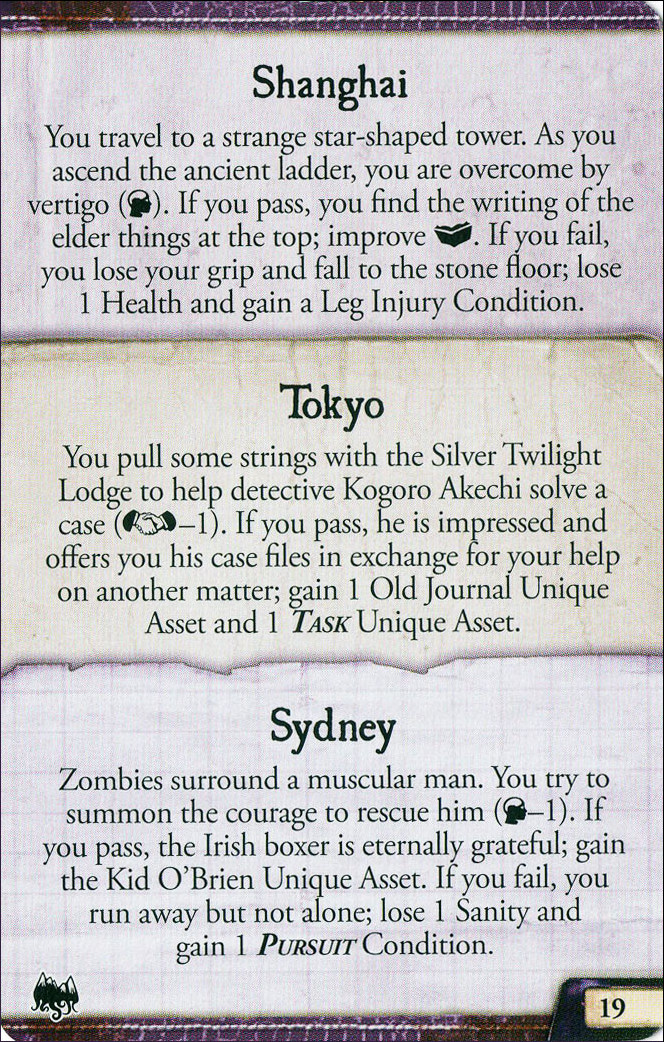 Shanghai
You travel to a strange star-shaped tower. As you
ascend the ancient ladder, you are overcome by
vertigo ( ). If you pass, you find the writing of the
elder things at the top; improve . If you fail,
you lose your grip and fall to the stone floor; lose
1 Health and gain a Leg Injury Condition.
Tokyo
You pull some strings with the Silver Twilight
Lodge to help detective Kogoro Akechi solve a
case ( –1). If you pass, he is impressed and
offers you his case files in exchange for your help
on another matter; gain 1 Old Journal Unique
Asset and 1 TASK Unique Asset.
Sydney
Zombies surround a muscular man. You try to
summon the courage to rescue him ( –1). If
you pass, the Irish boxer is eternally grateful; gain
the Kid O’Brien Unique Asset. If you fail, you
run away but not alone; lose 1 Sanity and
gain 1 PURSUIT Condition.
19